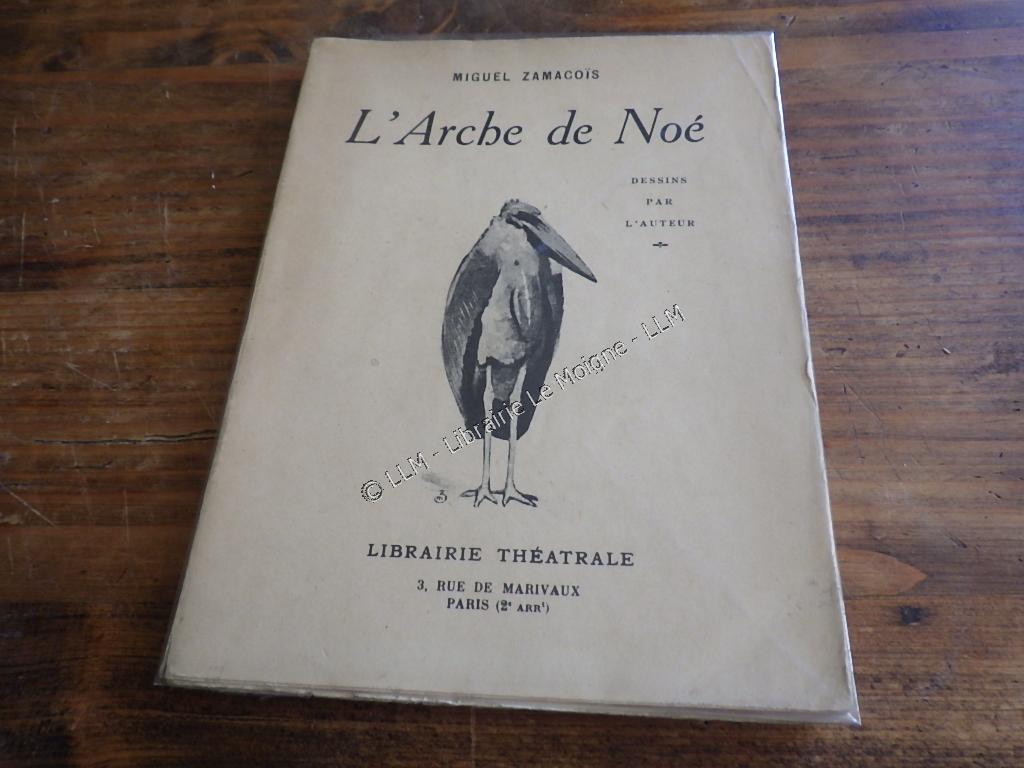 MIGUEL ZAMACOÏS
L'Arche de Noé
DESSINS
PAR
L'AUTEUR
© LLM - Librairie Le Moigne - LLM
LIBRAIRIE THÉATRALE
3, RUE DE MARIVAUX
PARIS (2ᵉ ARRᵗ)